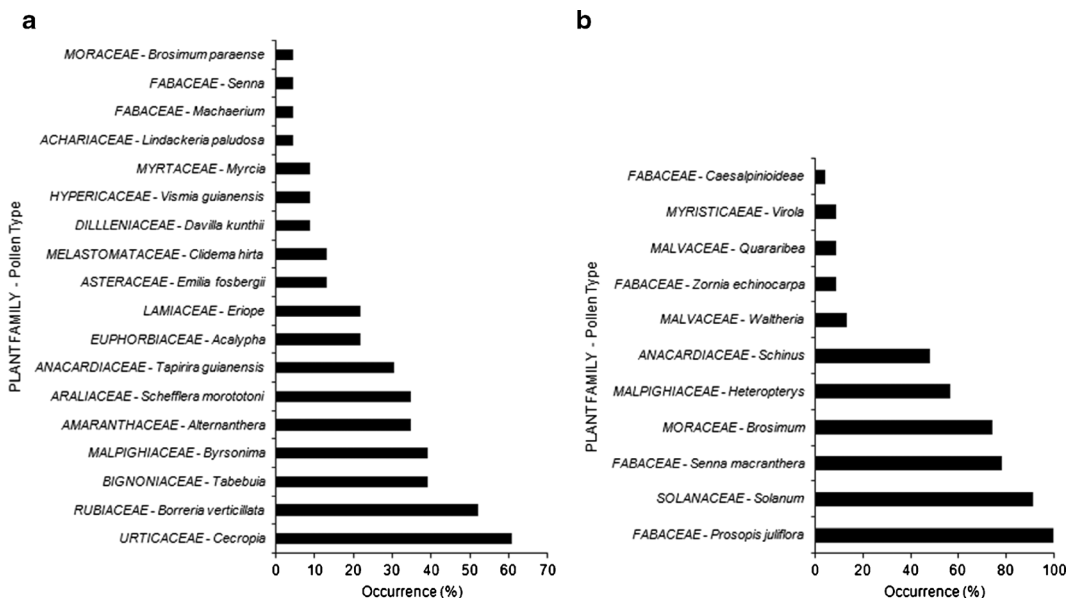 a
PLANT FAMILY - Pollen Type
MORACEAE - Brosimum paraense
FABACEAE - Senna
FABACEAE - Machaerium
ACHARIACEAE - Lindackeria paludosa
MYRTACEAE - Myrcia
HYPERICACEAE - Vismia guianensis
DILLLENIACEAE - Davilla kunthii
MELASTOMATACEAE - Clidema hirta
ASTERACEAE - Emilia fosbergii
LAMIACEAE - Eriope
EUPHORBIACEAE - Acalypha
ANACARDIACEAE - Tapirira guianensis
ARALIACEAE - Schefflera morototoni
AMARANTHACEAE - Alternanthera
MALPIGHIACEAE - Byrsonima
BIGNONIACEAE - Tabebuia
RUBIACEAE - Borreria verticillata
URTICACEAE - Cecropia
0 10 20 30 40 50 60 70
Occurrence (%)
b
PLANT FAMILY - Pollen Type
FABACEAE - Caesalpinioideae
MYRISTICAEAE - Virola
MALVACEAE - Quararibea
FABACEAE - Zornia echinocarpa
MALVACEAE - Waltheria
ANACARDIACEAE - Schinus
MALPIGHIACEAE - Heteropterys
MORACEAE - Brosimum
FABACEAE - Senna macranthera
SOLANACEAE - Solanum
FABACEAE - Prosopis juliflora
0 20 40 60 80 100
Occurrence (%)